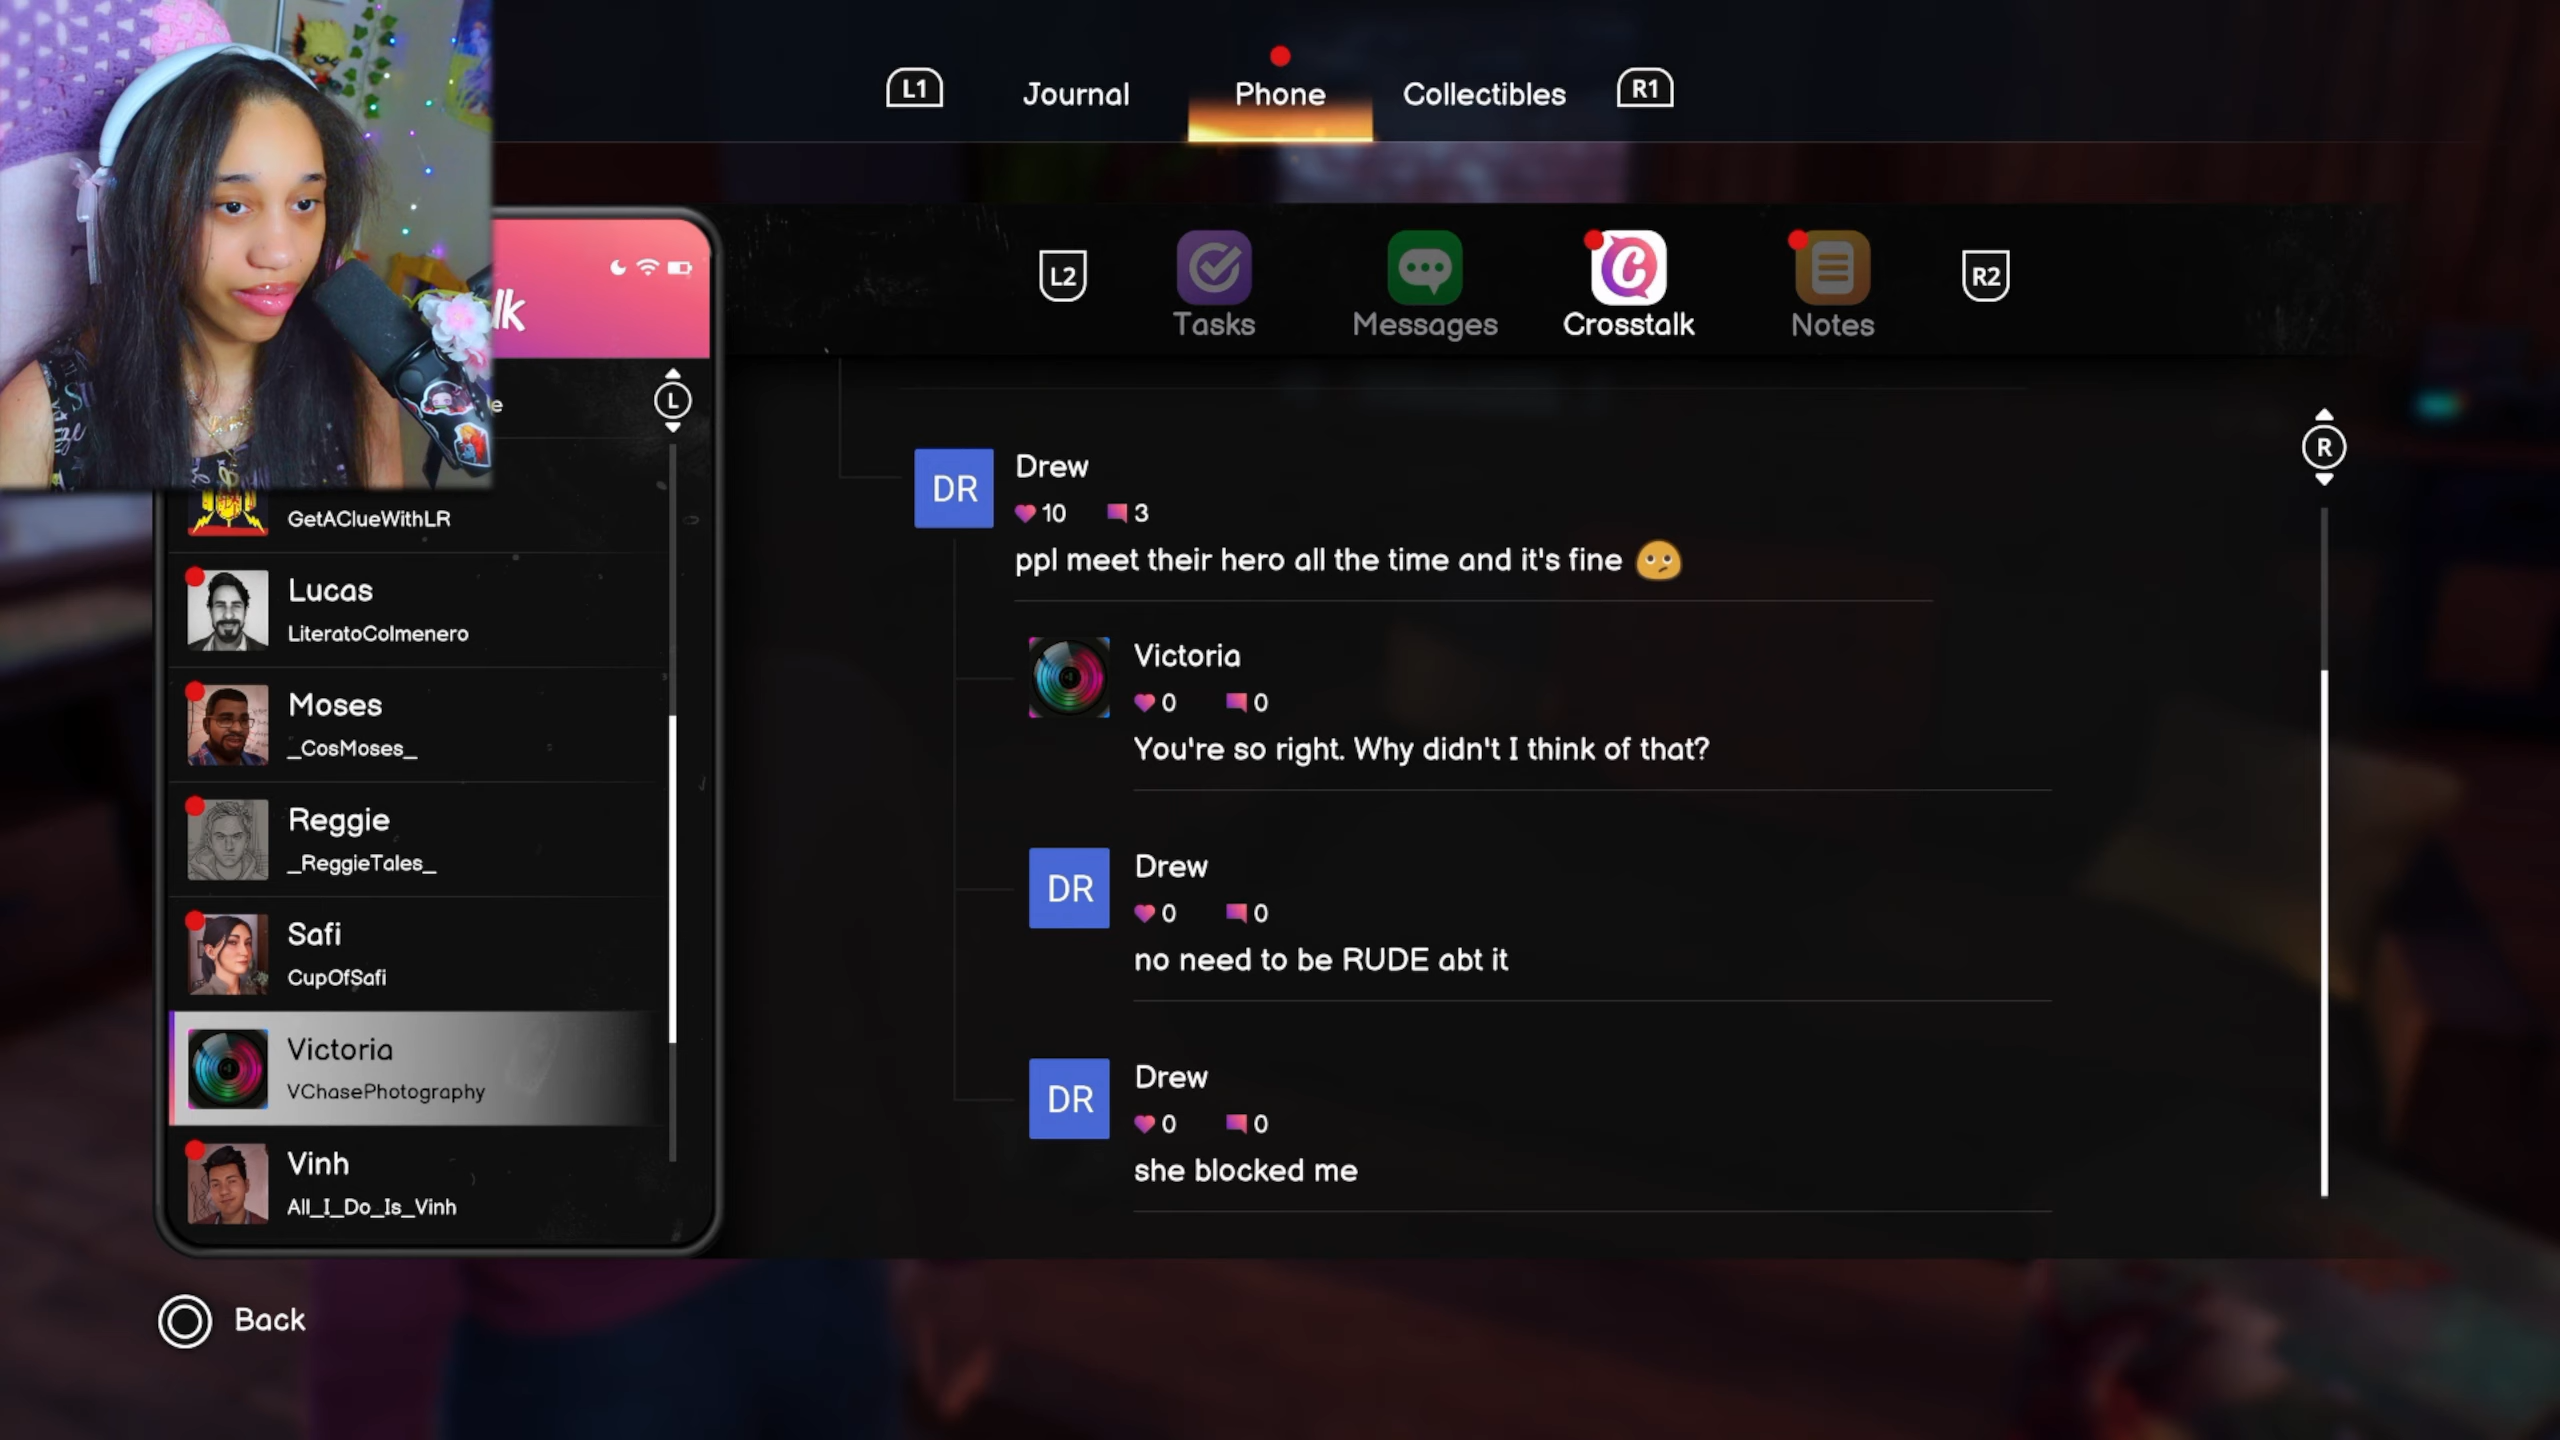 L1
Journal
Phone
Collectibles
R1
lk
L2
Tasks
Messages
Crosstalk
Notes
R2
L
e
GetAClueWithLR
Lucas
LiteratoColmenero
Moses
_CosMoses_
Reggie
_ReggieTales_
Safi
CupOfSafi
Victoria
VChasePhotography
Vinh
All_I_Do_Is_Vinh
R
DR
Drew
10 3
ppl meet their hero all the time and it's fine
Victoria
0 0
You're so right. Why didn't I think of that?
DR
Drew
0 0
no need to be RUDE abt it
DR
Drew
0 0
she blocked me
Back